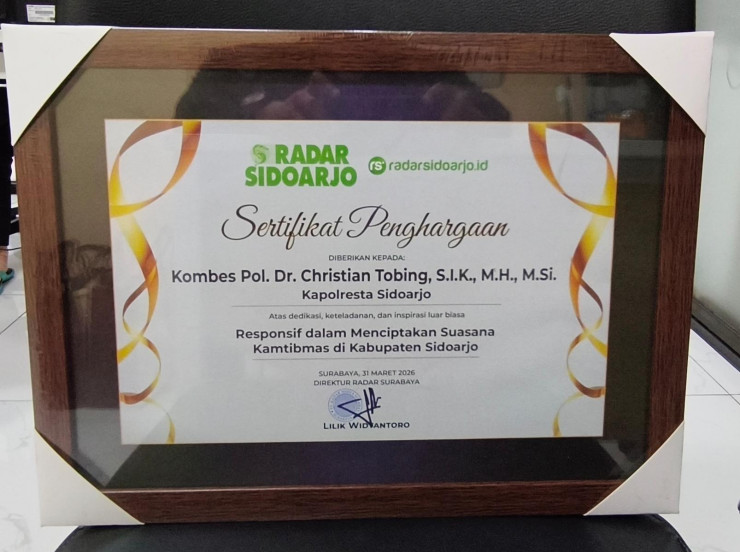 RADAR
SIDOARJO
rs radarsidoarjo.id
Sertifikat Penghargaan
DIBERIKAN KEPADA:
Kombes Pol. Dr. Christian Tobing, S.I.K., M.H., M.Si.
Kapolresta Sidoarjo
Atas dedikasi, keteladanan, dan inspirasi luar biasa
Responsif dalam Menciptakan Suasana
Kamtibmas di Kabupaten Sidoarjo
SURABAYA, 31 MARET 2026
DIREKTUR RADAR SURABAYA
LILIK WIDYANTORO